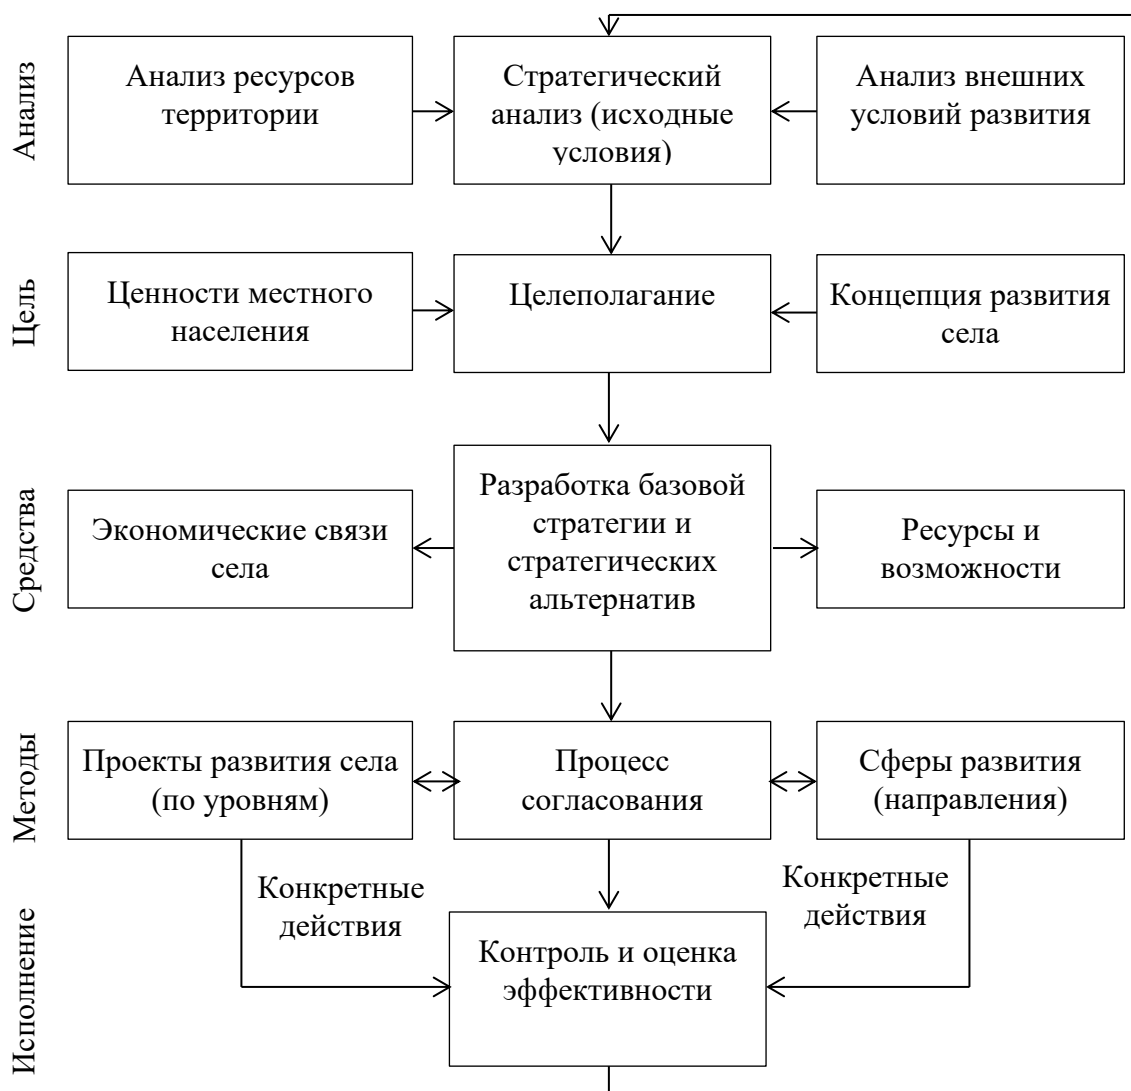 Анализ
Анализ ресурсов
территории
Стратегический
анализ (исходные
условия)
Анализ внешних
условий развития
Цель
Ценности местного
населения
Целеполагание
Концепция развития
села
Средства
Экономические связи
села
Разработка базовой
стратегии и
стратегических
альтернатив
Ресурсы и
возможности
Методы
Проекты развития села
(по уровням)
Процесс
согласования
Сферы развития
(направления)
Конкретные
действия
Конкретные
действия
Исполнение
Контроль и оценка
эффективности